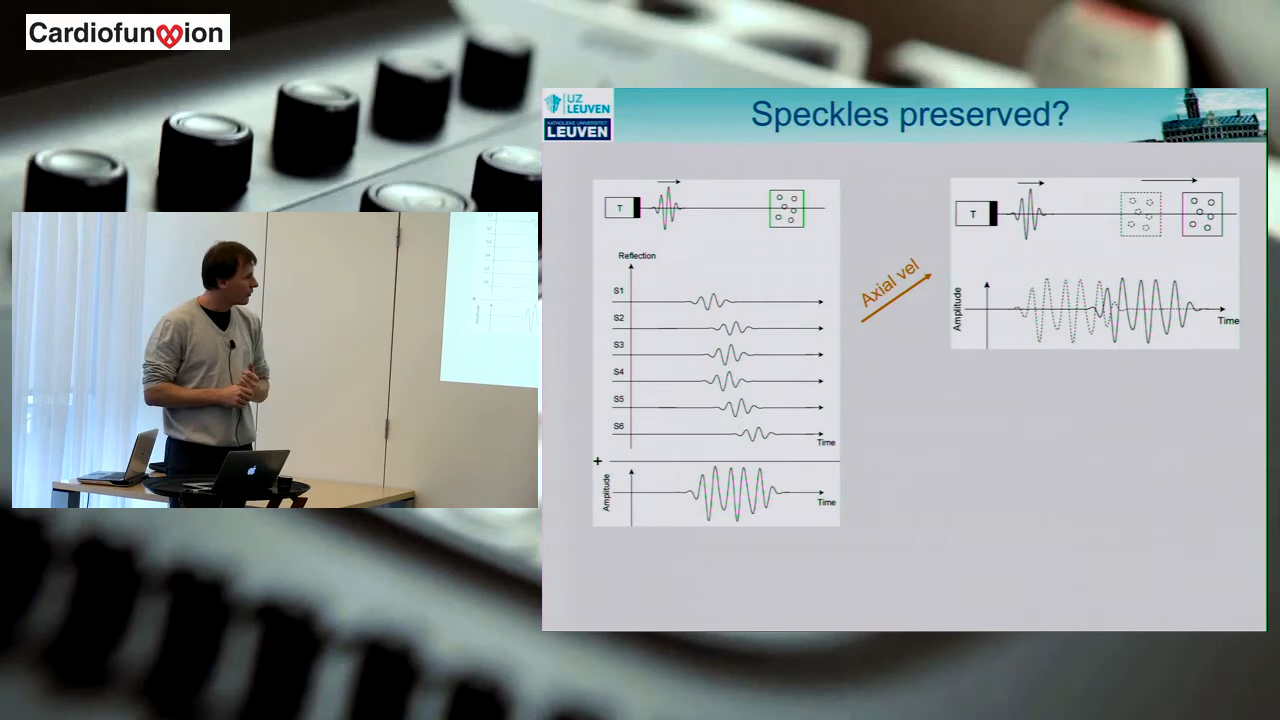 Cardiofunxion
UZ
LEUVEN
KATHOLIEKE UNIVERSITEIT
LEUVEN
Speckles preserved?
T
Reflection
S1
S2
S3
S4
S5
S6
Time
+
Amplitude
Time
Axial vel
T
Amplitude
Time